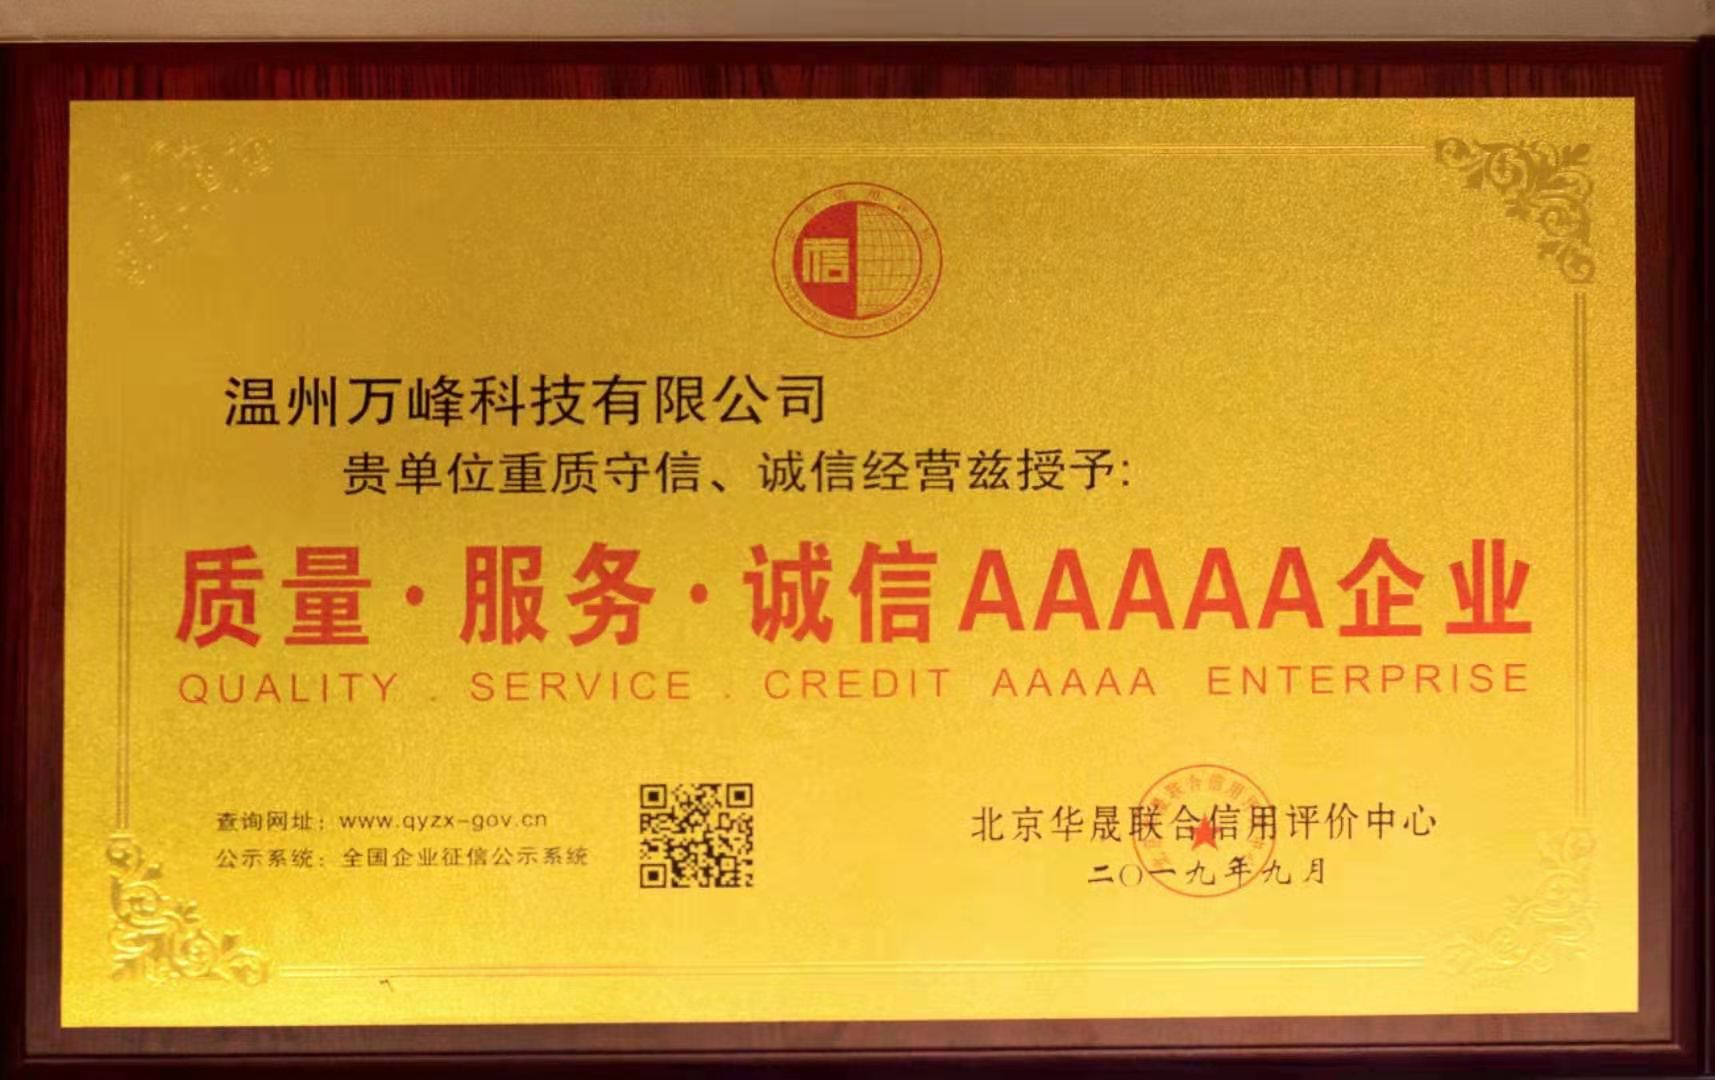 信
温州万峰科技有限公司
贵单位重质守信、诚信经营兹授予:
质量·服务·诚信AAAAA企业
QUALITY . SERVICE . CREDIT AAAAA ENTERPRISE
查询网址：www.qyzx-gov.cn
公示系统：全国企业征信公示系统
北京华晟联合信用评价中心
二〇一九年九月